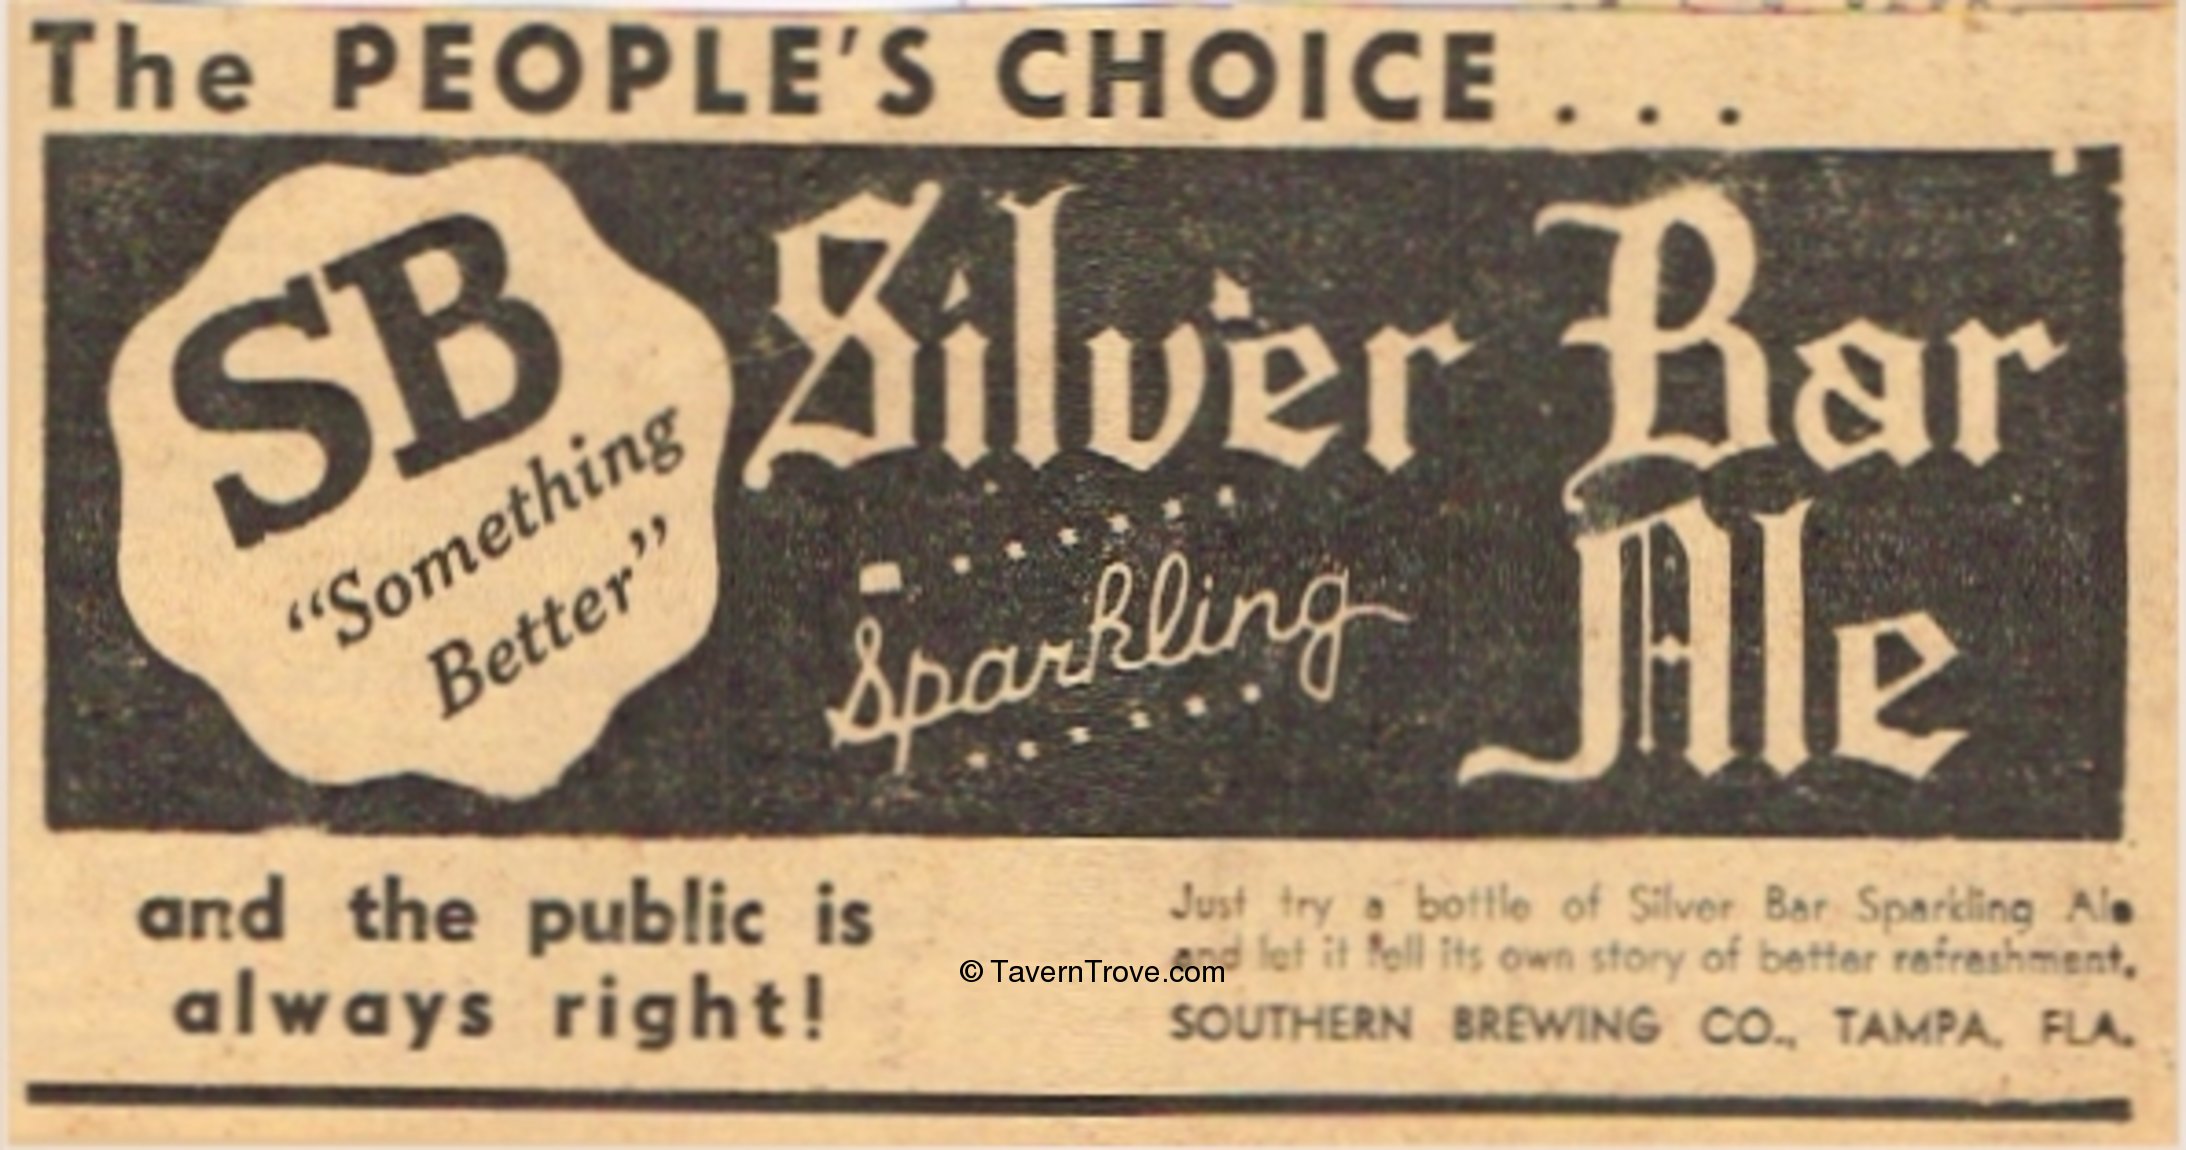 The PEOPLE'S CHOICE . . .
SB
"Something
Better"
Silver Bar
Sparkling
Ale
and the public is
always right!
Just try a bottle of Silver Bar Sparkling Ale
and let it tell its own story of better refreshment.
© TavernTrove.com
SOUTHERN BREWING CO., TAMPA, FLA.